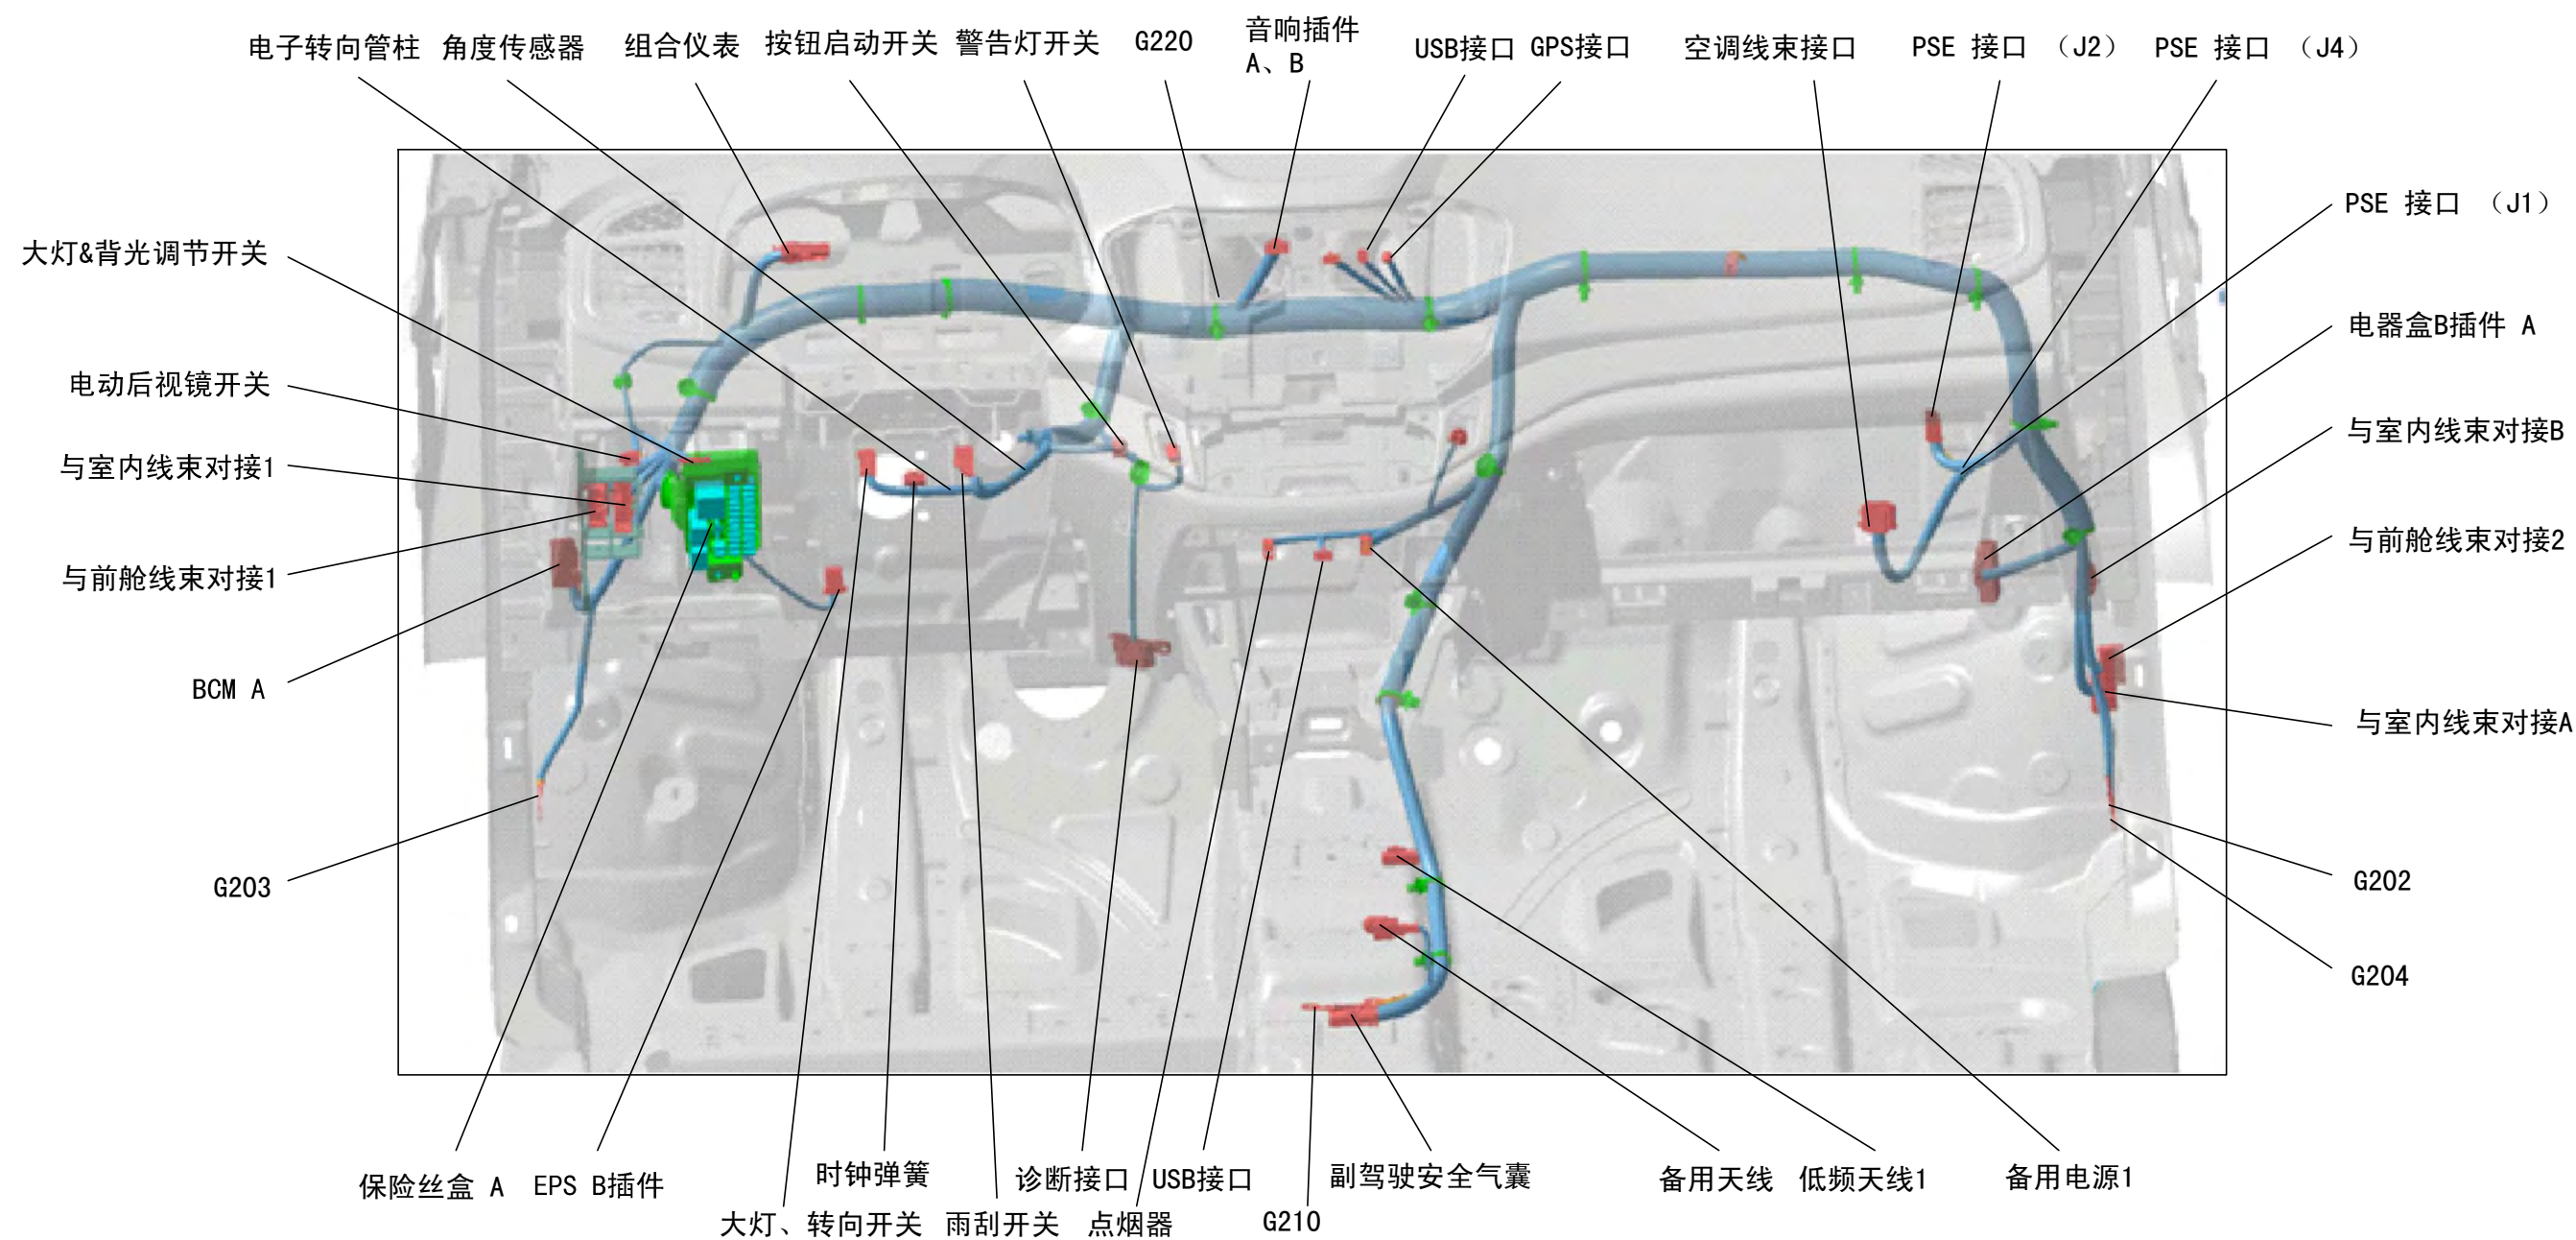 电子转向管柱
角度传感器
组合仪表
按钮启动开关
警告灯开关
G220
音响插件
A、B
USB接口
GPS接口
空调线束接口
PSE 接口 （J2）
PSE 接口 （J4）
PSE 接口 （J1）
大灯&背光调节开关
电器盒B插件 A
电动后视镜开关
与室内线束对接B
与室内线束对接1
与前舱线束对接2
与前舱线束对接1
BCM A
与室内线束对接A
G203
G202
G204
保险丝盒 A
EPS B插件
时钟弹簧
诊断接口
USB接口
副驾驶安全气囊
备用天线
低频天线1
备用电源1
大灯、转向开关
雨刮开关
点烟器
G210